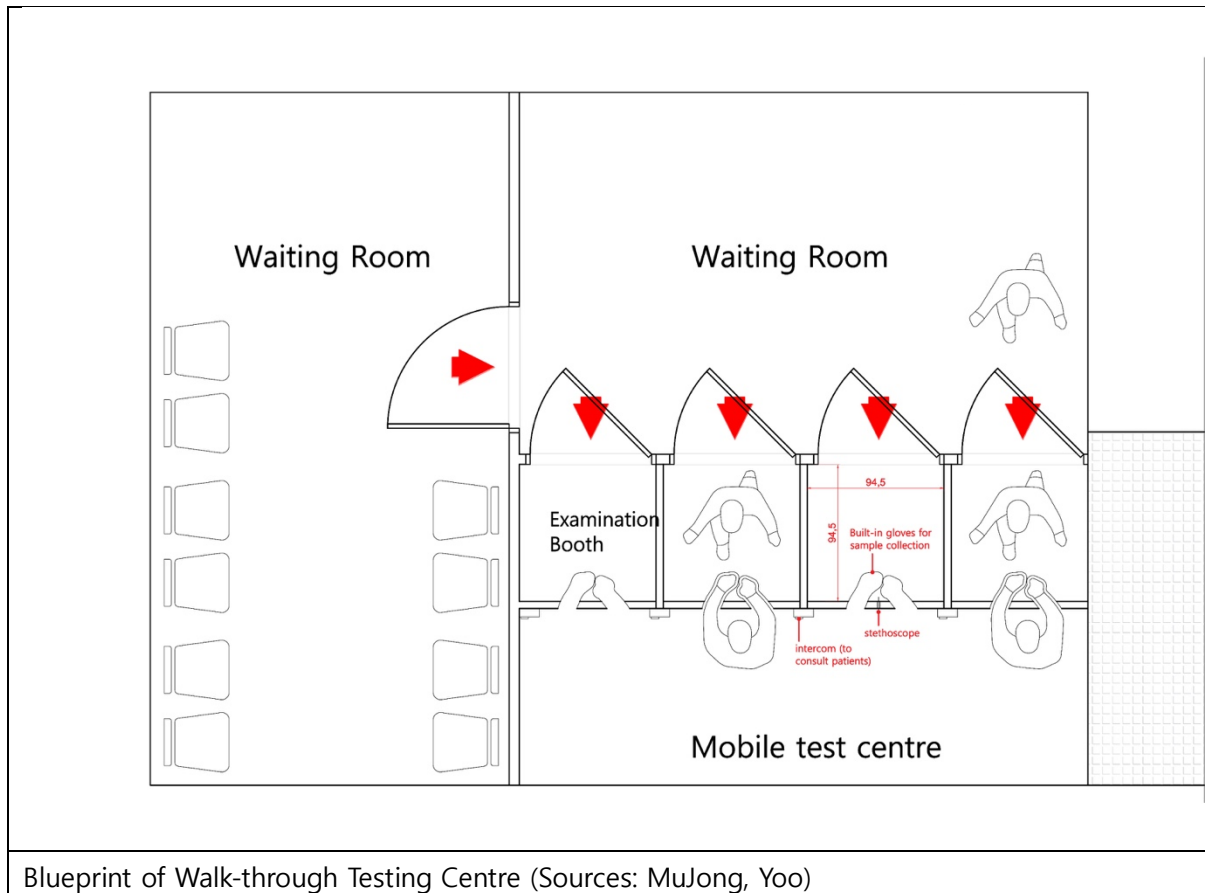 Waiting Room
Waiting Room
Examination
Booth
94,5
94,5
Built-in gloves for
sample collection
stethoscope
intercom (to
consult patients)
Mobile test centre
Blueprint of Walk-through Testing Centre (Sources: MuJong, Yoo)